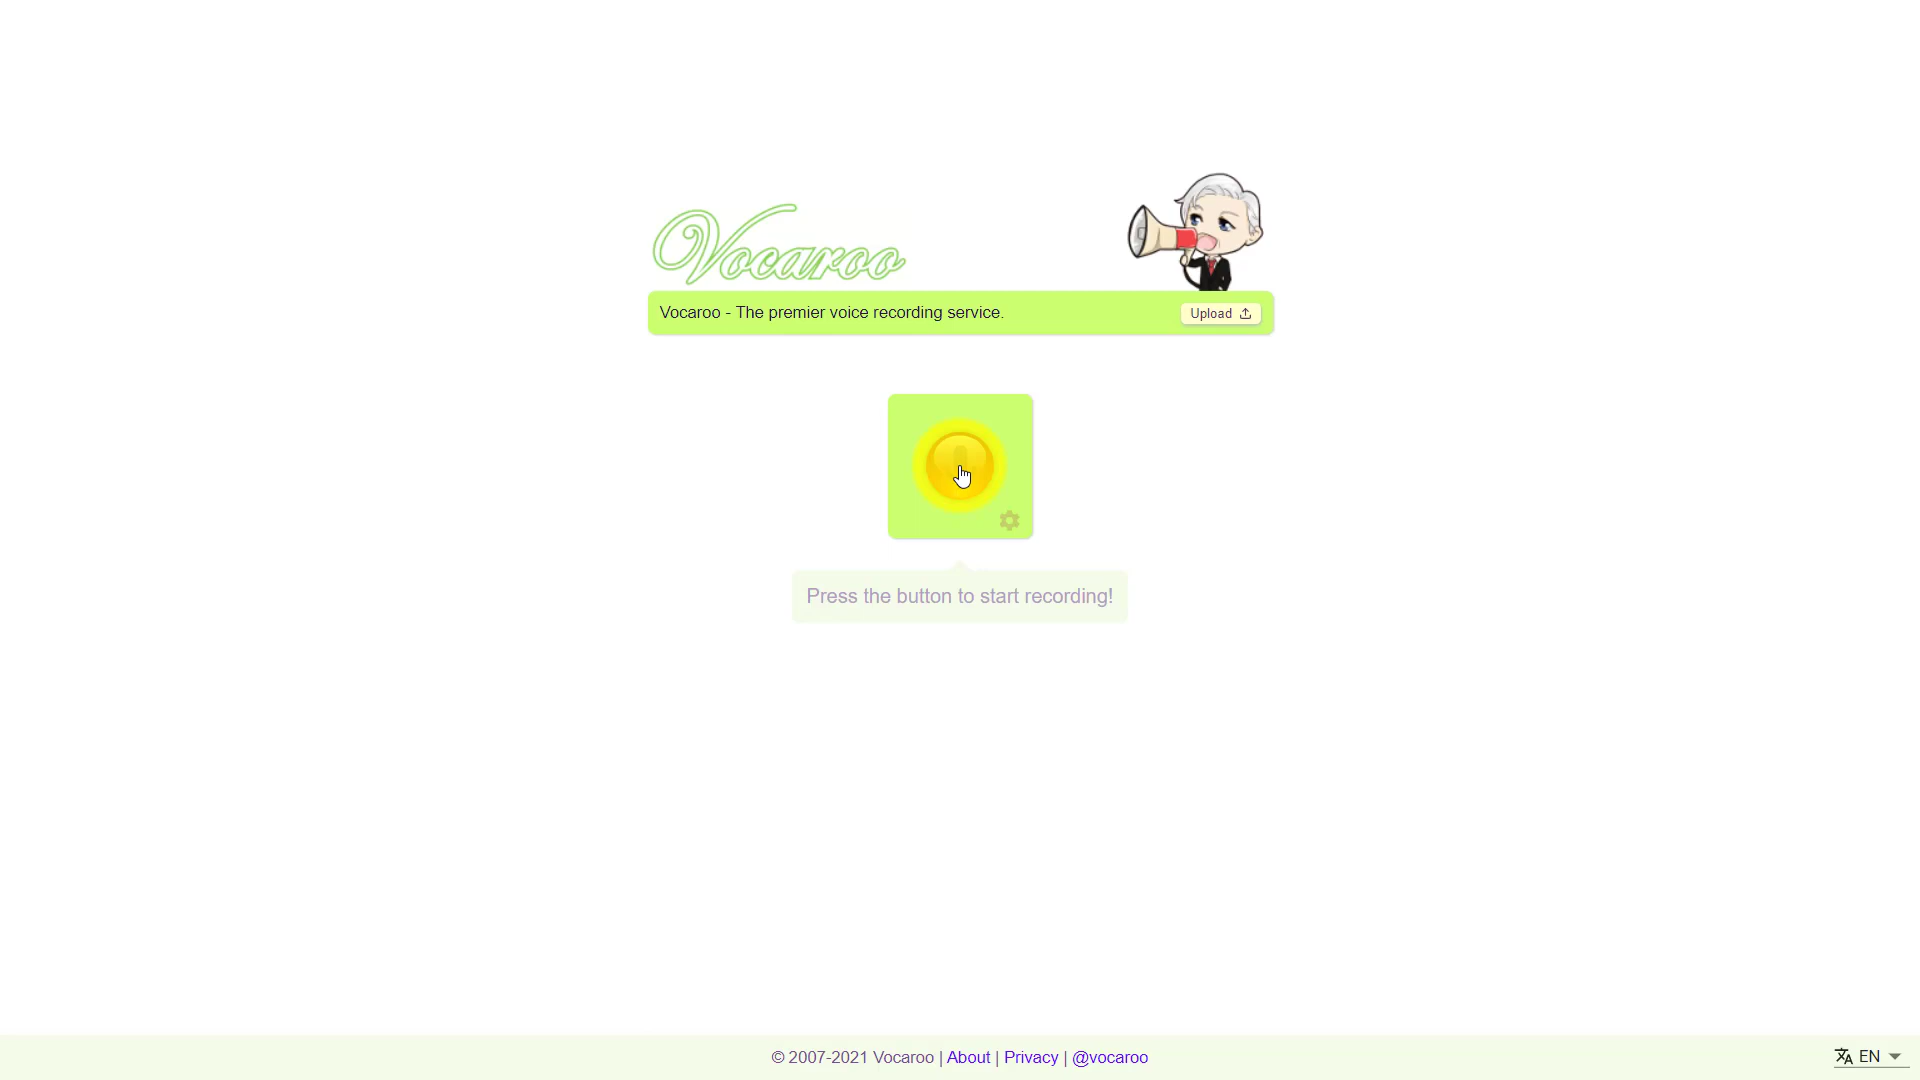 Vocaroo
Vocaroo - The premier voice recording service.
Upload
Press the button to start recording!
© 2007-2021 Vocaroo | About | Privacy | @vocaroo
EN